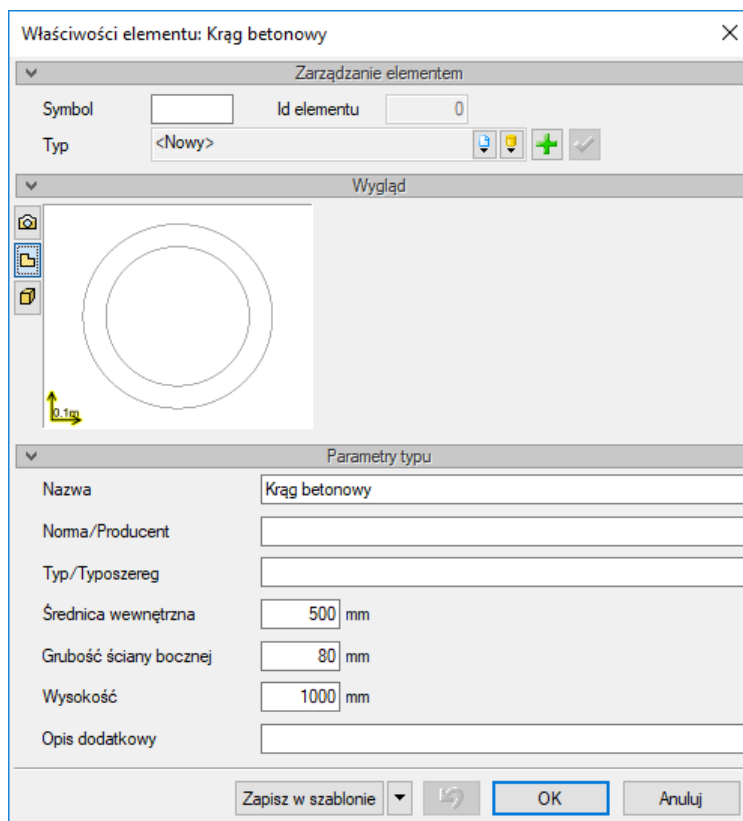 Właściwości elementu: Krąg betonowy
Zarządzanie elementem
Symbol Id elementu 0
Typ <Nowy>
Wygląd
0.1m
Parametry typu
Nazwa Krąg betonowy
Norma/Producent
Typ/Typoszereg
Średnica wewnętrzna 500 mm
Grubość ściany bocznej 80 mm
Wysokość 1000 mm
Opis dodatkowy
Zapisz w szablonie OK Anuluj